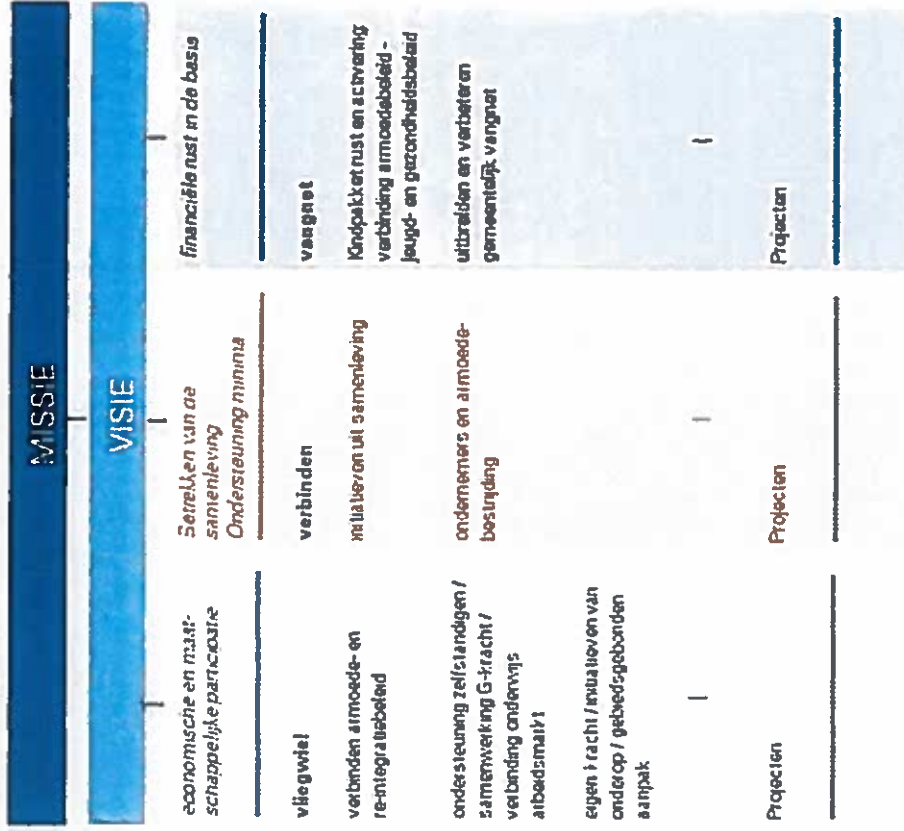 MISSIE
VISIE
economische en maat-
schappelijke participatie
vliegwiel
verbinden armoede- en
re-integratiebeleid
ondersteuning zelfstandigen /
samenwerking G-kracht /
verbinding onderwijs
arbeidsmarkt
eigen kracht / initiatieven van
onderop / gebiedsgebonden
aanpak
Projecten
Betrekken van de
samenleving
Ondersteuning minima
verbinden
initiatieven uit samenleving
ondernemers en armoede-
bestrijding
Projecten
financiële rust in de basis
vangnet
Kindpakket rust en activering
verbinding armoedebeleid -
jeugd- en gezondheidsbeleid
uitbreiden en verbeteren
gemeentelijk vangnet
Projecten